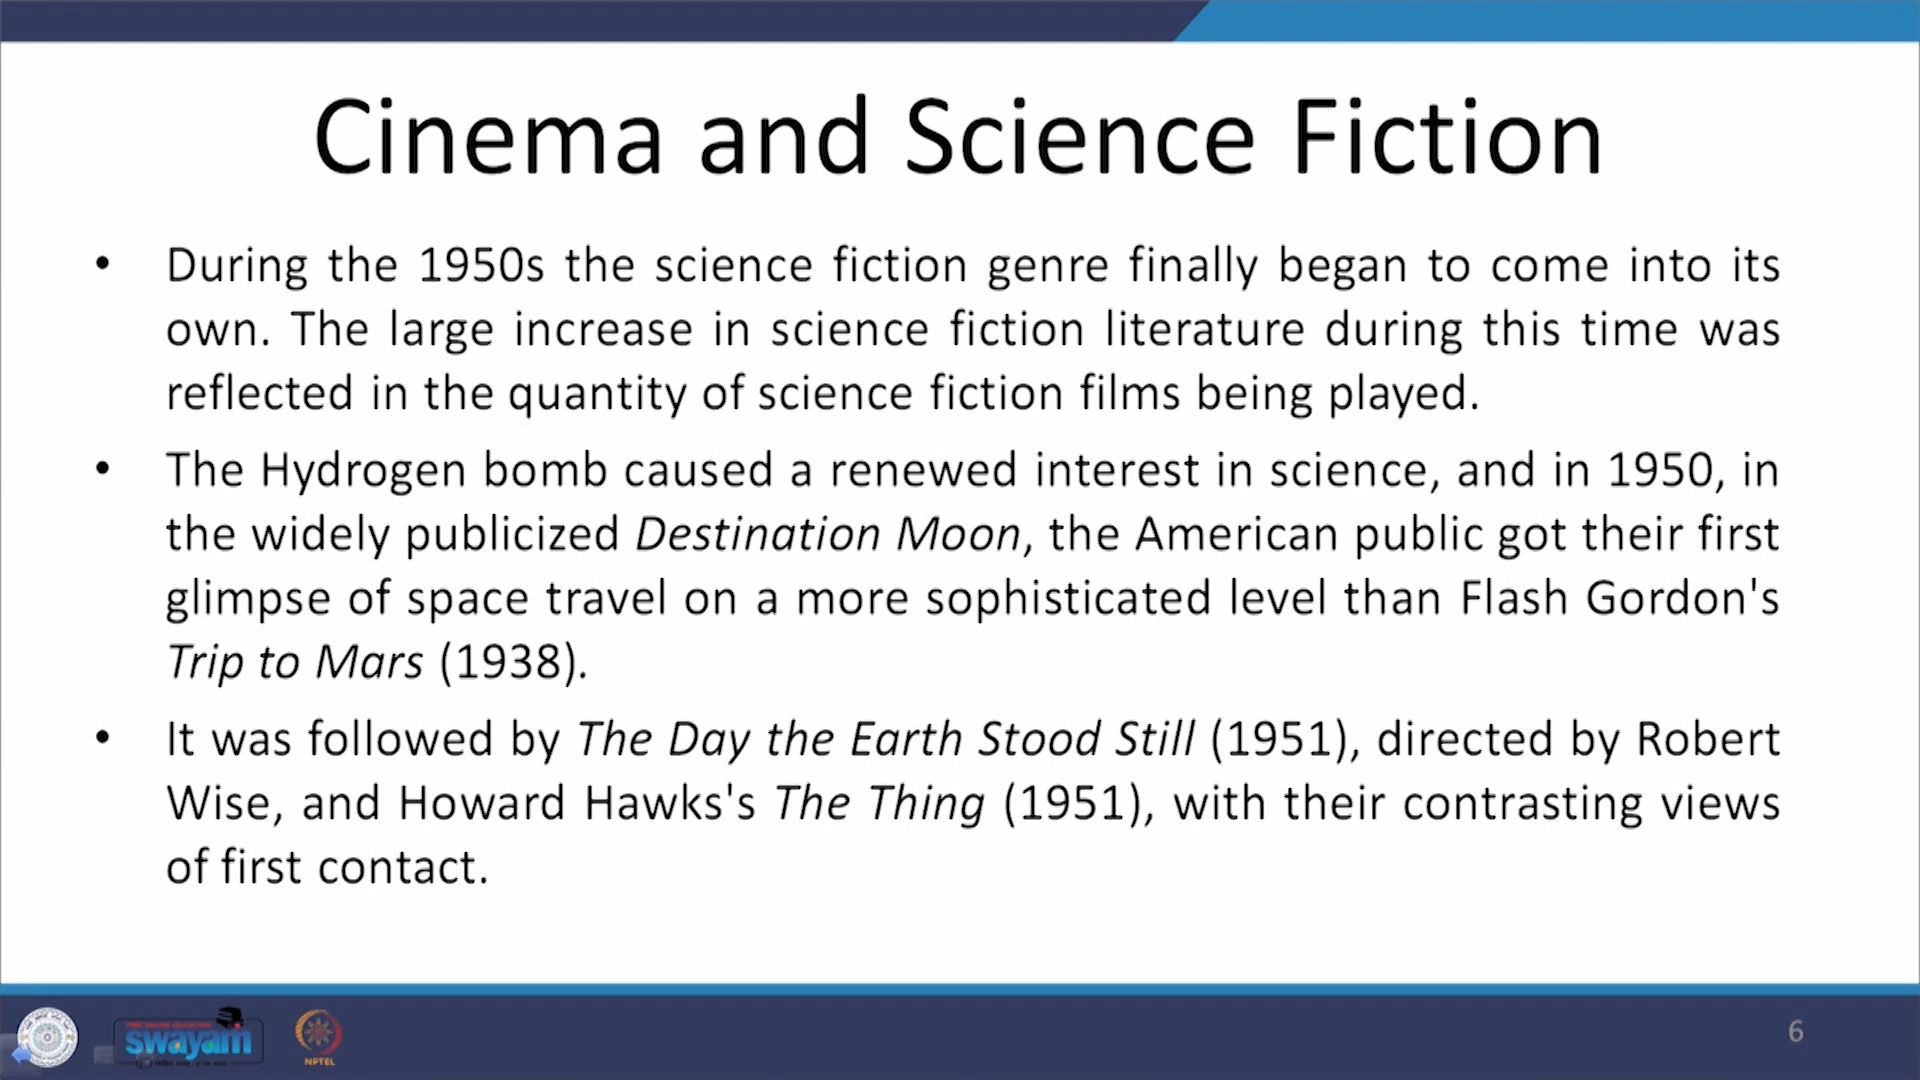 Cinema and Science Fiction
• During the 1950s the science fiction genre finally began to come into its
own. The large increase in science fiction literature during this time was
reflected in the quantity of science fiction films being played.
• The Hydrogen bomb caused a renewed interest in science, and in 1950, in
the widely publicized Destination Moon, the American public got their first
glimpse of space travel on a more sophisticated level than Flash Gordon's
Trip to Mars (1938).
• It was followed by The Day the Earth Stood Still (1951), directed by Robert
Wise, and Howard Hawks's The Thing (1951), with their contrasting views
of first contact.
swayam
NPTEL
6